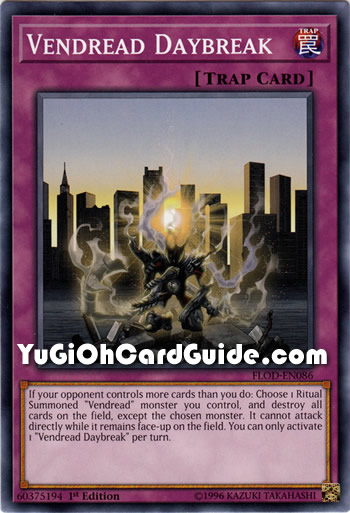 VENDREAD DAYBREAK
TRAP
罠
[TRAP CARD]
YuGiOhCardGuide.com
FLOD-EN086
If your opponent controls more cards than you do: Choose 1 Ritual
Summoned "Vendread" monster you control, and destroy all
cards on the field, except the chosen monster. It cannot attack
directly while it remains face-up on the field. You can only activate
1 "Vendread Daybreak" per turn.
60375194 1st Edition ©1996 KAZUKI TAKAHASHI